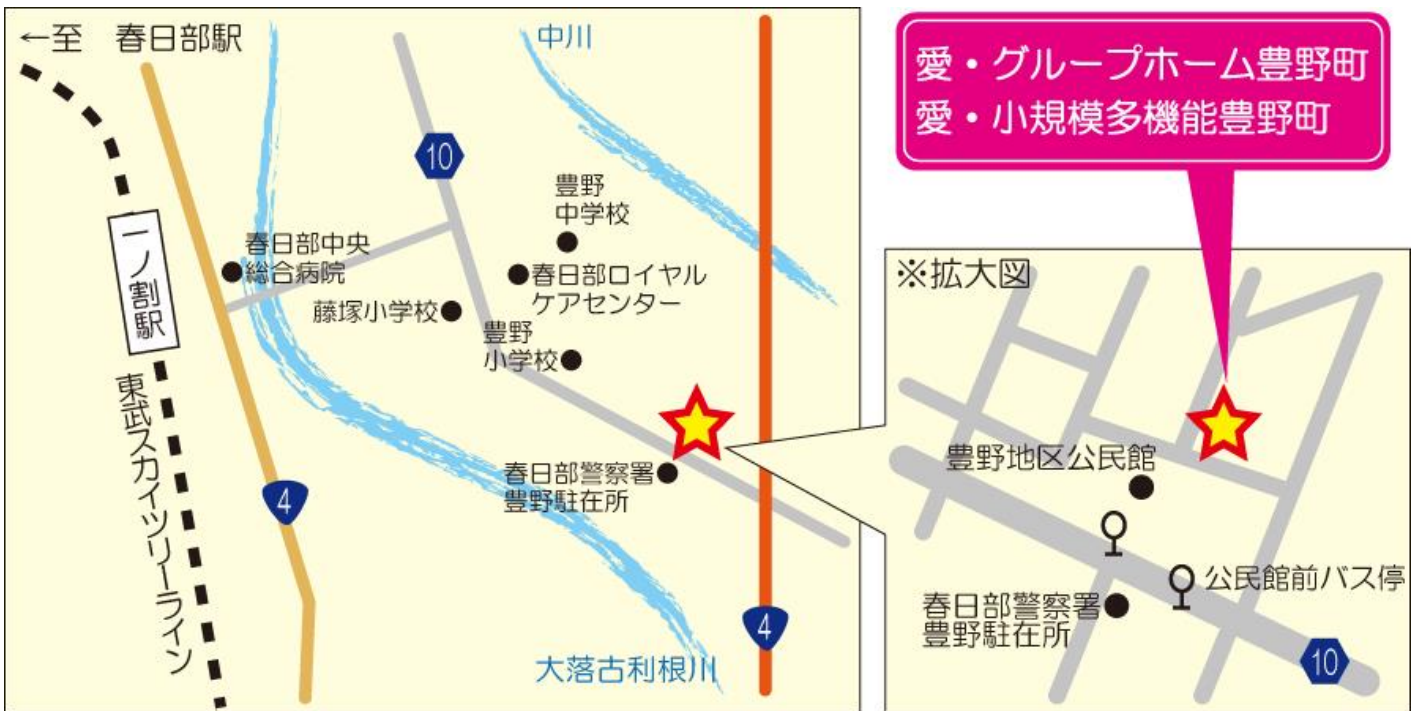 ←至　春日部駅
中川
愛・グループホーム豊野町
愛・小規模多機能豊野町
10
豊野
中学校
一ノ割駅
春日部中央
総合病院
春日部ロイヤル
ケアセンター
藤塚小学校
豊野
小学校
東武スカイツリーライン
4
春日部警察署
豊野駐在所
4
大落古利根川
※拡大図
豊野地区公民館
公民館前バス停
春日部警察署
豊野駐在所
10